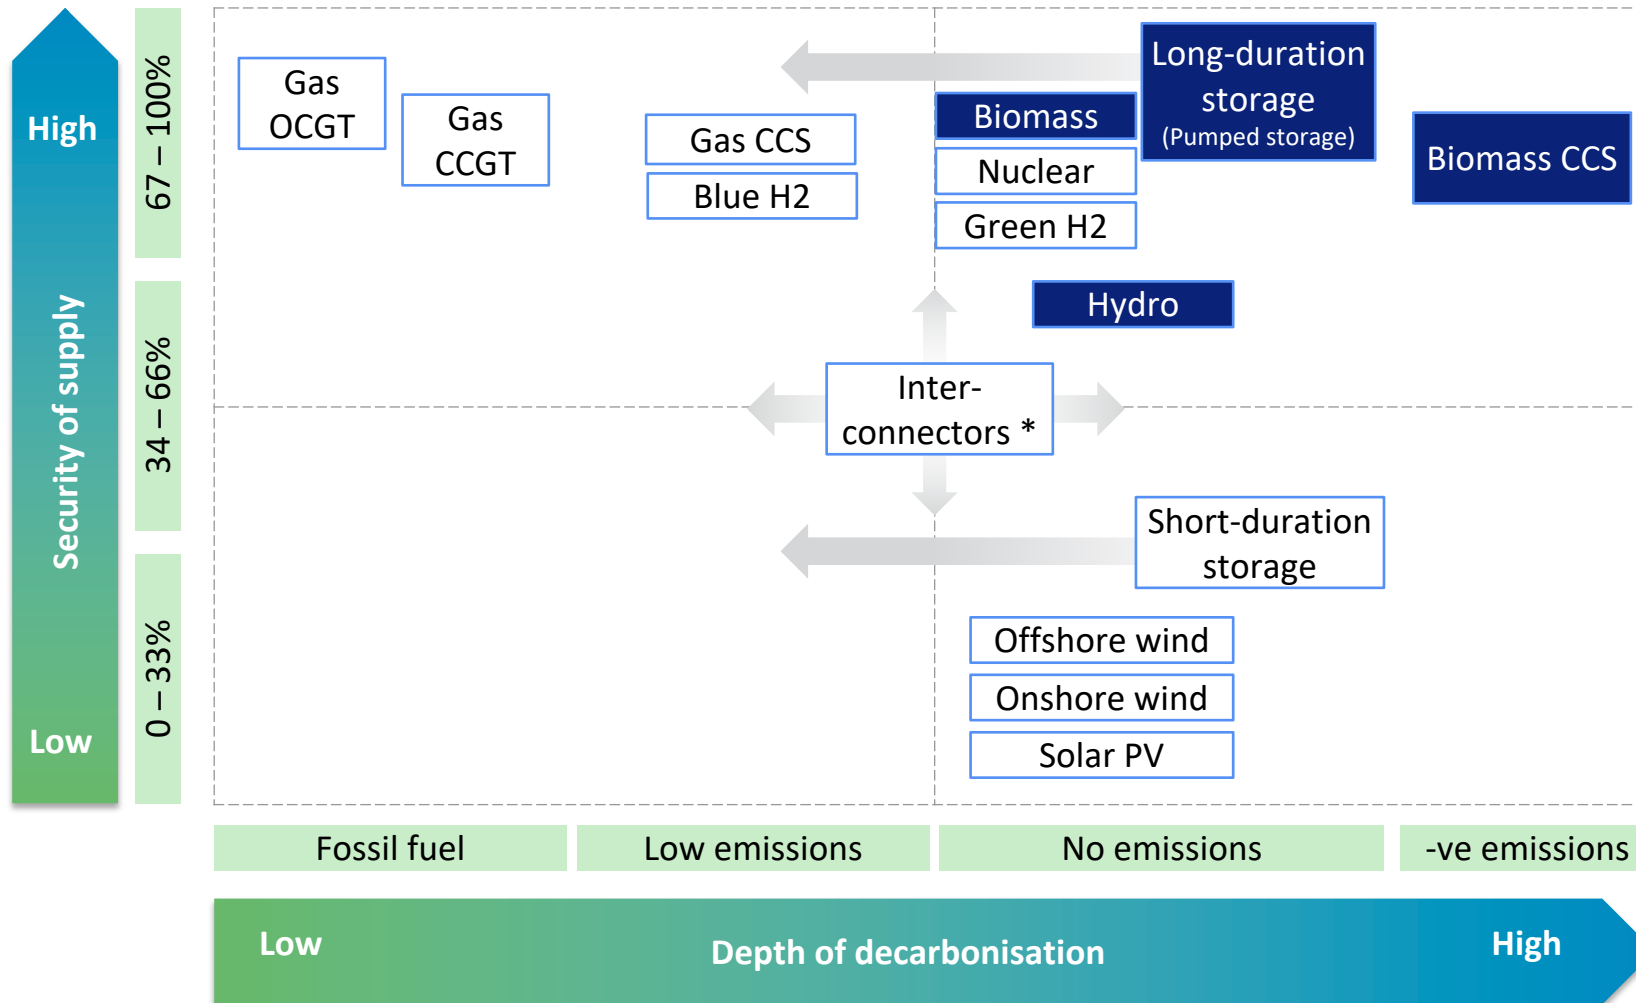 High
Security of supply
Low
67 – 100%
34 – 66%
0 – 33%
Gas
OCGT
Gas
CCGT
Gas CCS
Blue H2
Biomass
Nuclear
Green H2
Long-duration
storage
(Pumped storage)
Biomass CCS
Hydro
Inter-
connectors *
Short-duration
storage
Offshore wind
Onshore wind
Solar PV
Fossil fuel
Low emissions
No emissions
-ve emissions
Low
Depth of decarbonisation
High